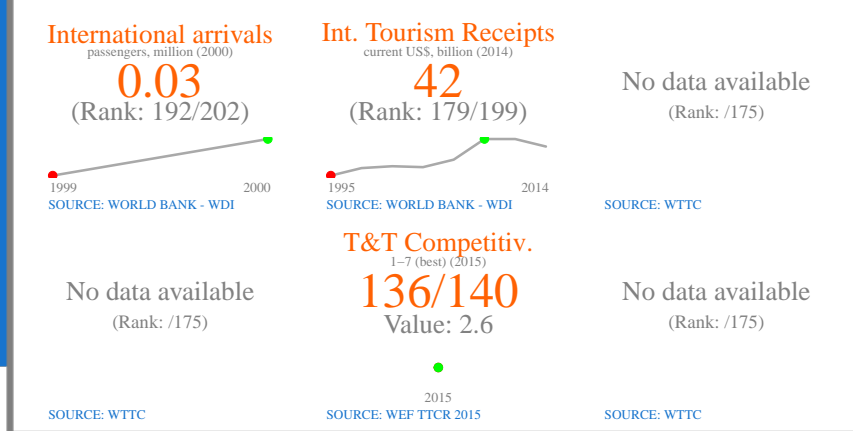 International arrivals
passengers, million (2000)
0.03
(Rank: 192/202)
1999 2000
SOURCE: WORLD BANK - WDI
Int. Tourism Receipts
current US$, billion (2014)
42
(Rank: 179/199)
1995 2014
SOURCE: WORLD BANK - WDI
No data available
(Rank: /175)
SOURCE: WTTC
No data available
(Rank: /175)
SOURCE: WTTC
T&T Competitiv.
1–7 (best) (2015)
136/140
Value: 2.6
2015
SOURCE: WEF TTCR 2015
No data available
(Rank: /175)
SOURCE: WTTC